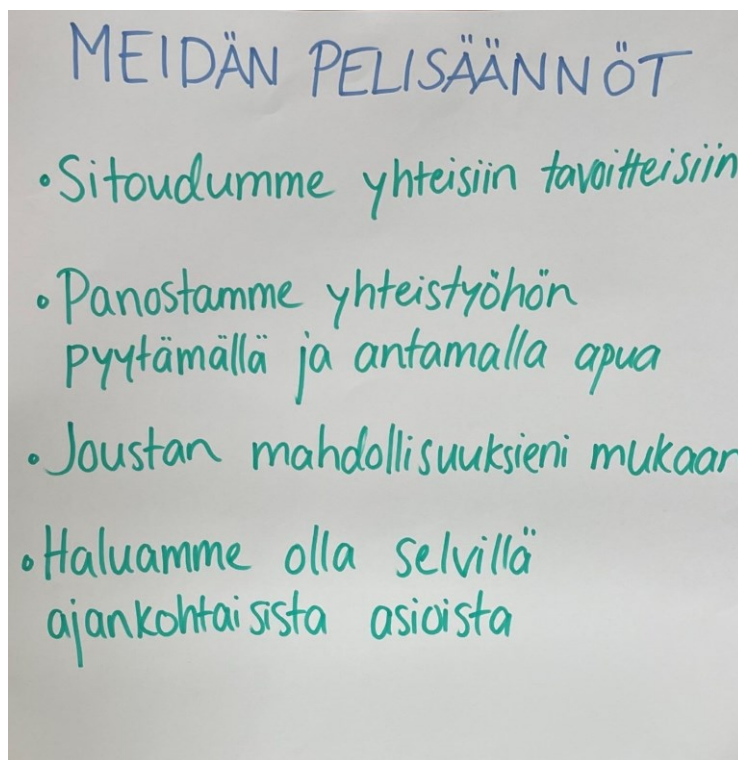 MEIDÄN PELISÄÄNNÖT
• Sitoudumme yhteisiin tavoitteisiin
• Panostamme yhteistyöhön
pyytämällä ja antamalla apua
• Joustan mahdollisuuksieni mukaan
• Haluamme olla selvillä
ajankohtaisista asioista